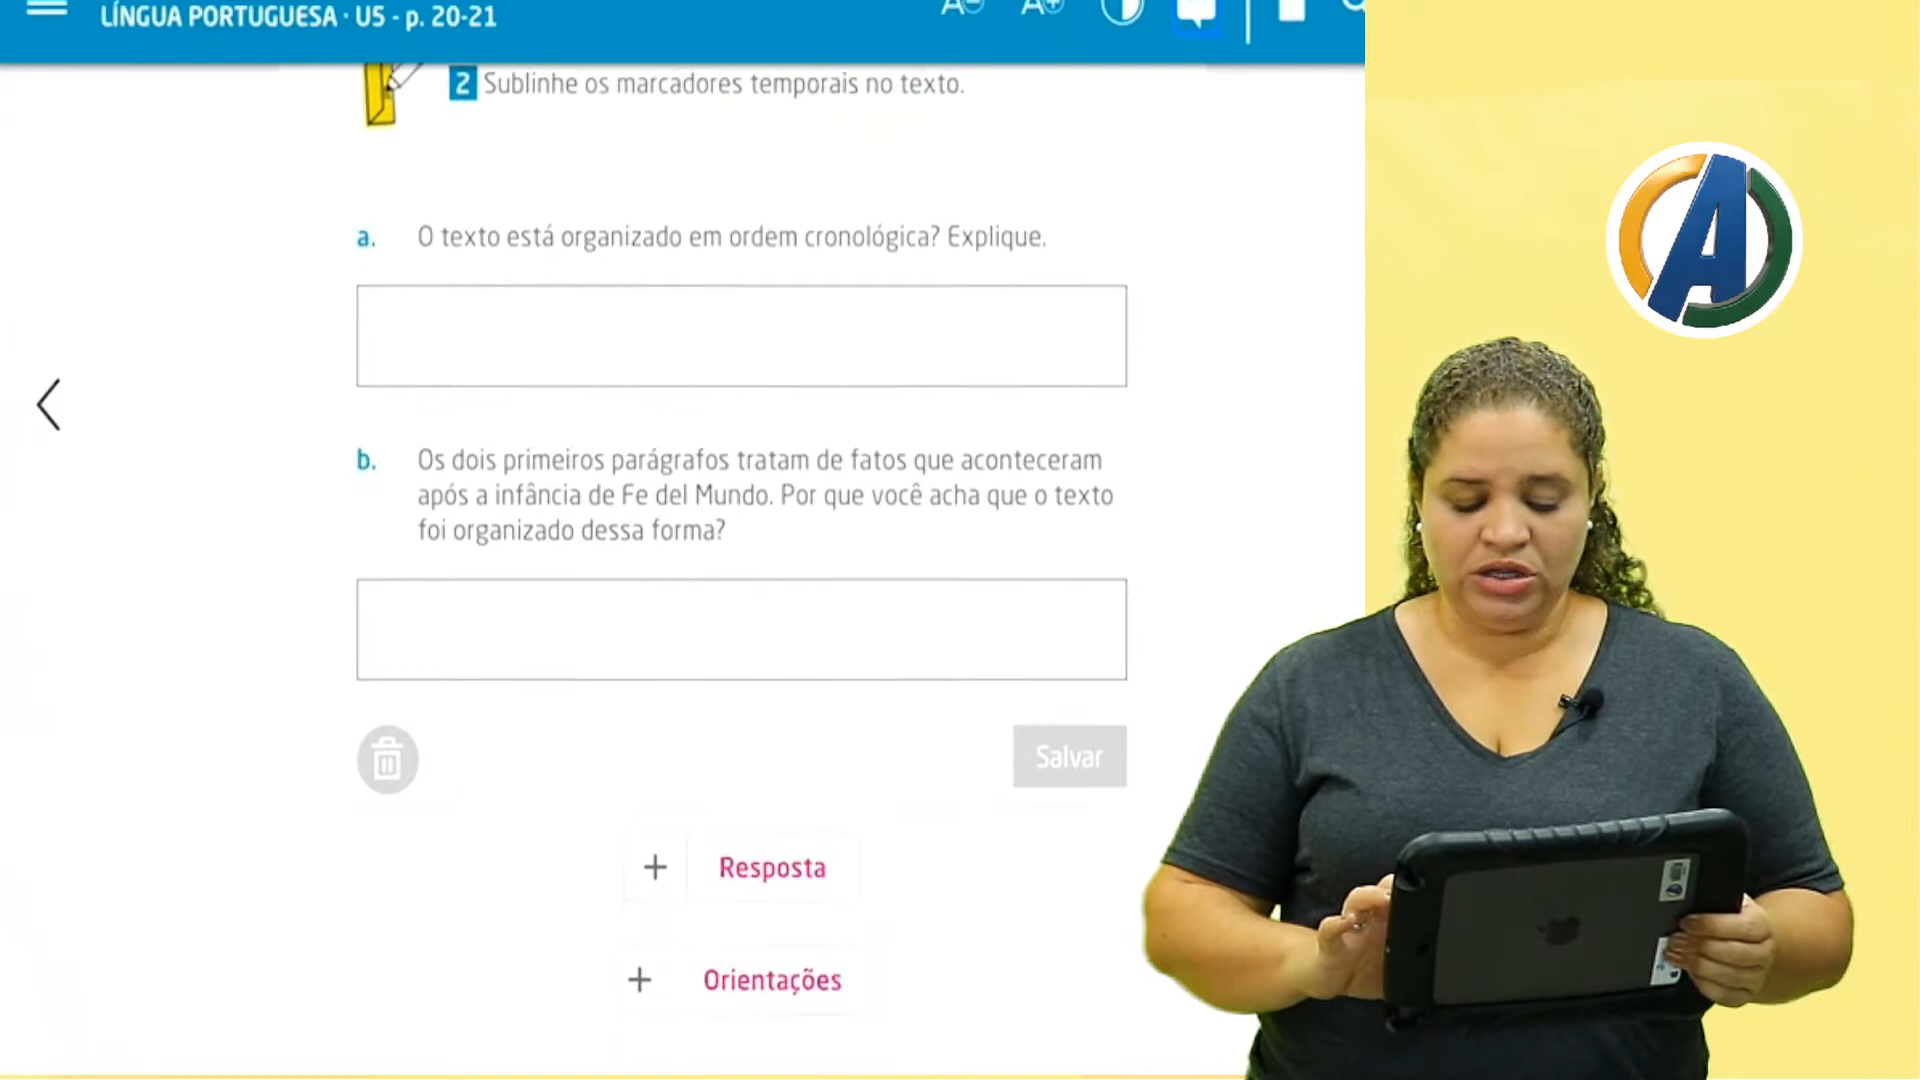 LÍNGUA PORTUGUESA · U5 - p. 20-21
A- A+
2 Sublinhe os marcadores temporais no texto.
a. O texto está organizado em ordem cronológica? Explique.
b. Os dois primeiros parágrafos tratam de fatos que aconteceram
após a infância de Fe del Mundo. Por que você acha que o texto
foi organizado dessa forma?
Salvar
+ Resposta
+ Orientações
A